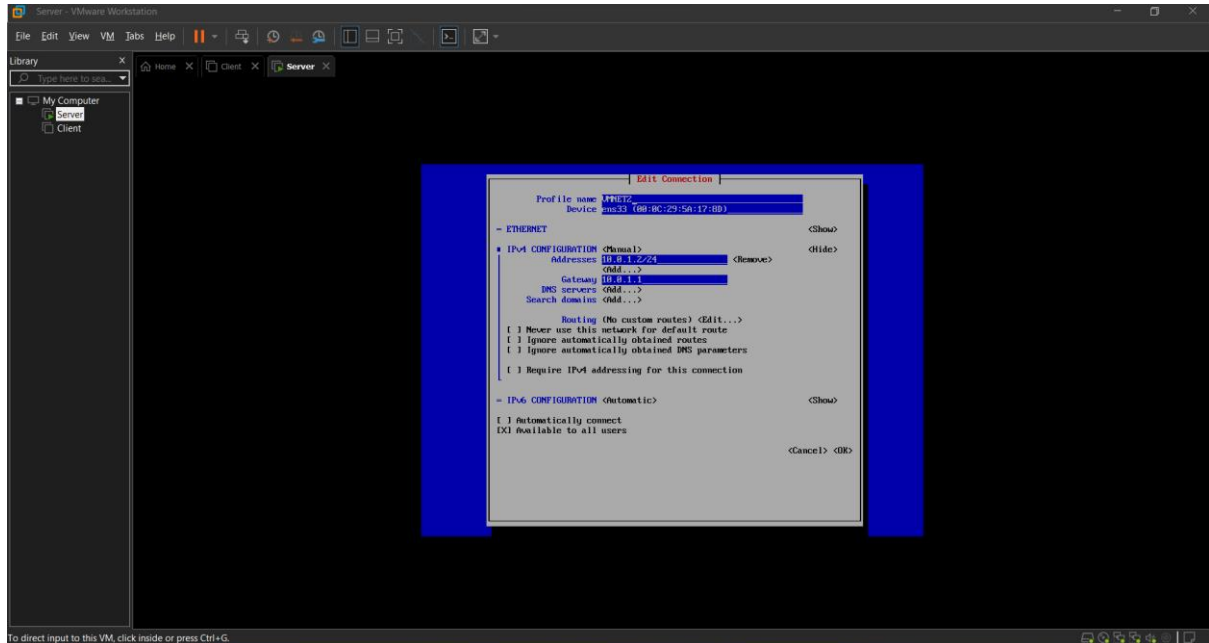 Server - VMware Workstation
File Edit View VM Tabs Help
Library X
Type here to sea...
Home X Client X Server X
My Computer
Server
Client
Edit Connection
Profile name VMNET2
Device ens33 (00:0C:29:5A:17:8D)
- ETHERNET <Show>
IPv4 CONFIGURATION <Manual> <Hide>
Addresses 10.0.1.2/24 <Remove>
<Add...>
Gateway 10.0.1.1
DNS servers <Add...>
Search domains <Add...>
Routing (No custom routes) <Edit...>
[ ] Never use this network for default route
[ ] Ignore automatically obtained routes
[ ] Ignore automatically obtained DNS parameters
[ ] Require IPv4 addressing for this connection
= IPv6 CONFIGURATION <Automatic> <Show>
[ ] Automatically connect
[X] Available to all users
<Cancel> <OK>
To direct input to this VM, click inside or press Ctrl+G.